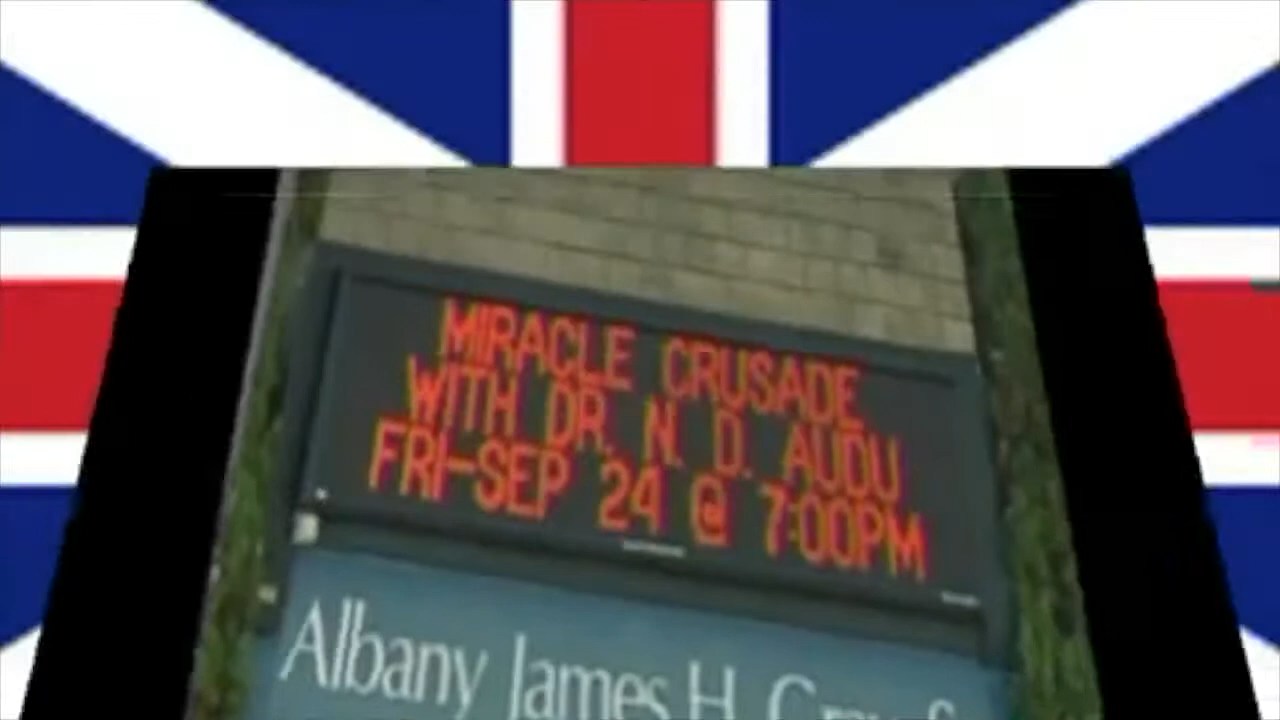 MIRACLE CRUSADE
WITH DR. N. D. AUDU
FRI-SEP 24 @ 7:00PM
Albany James H.